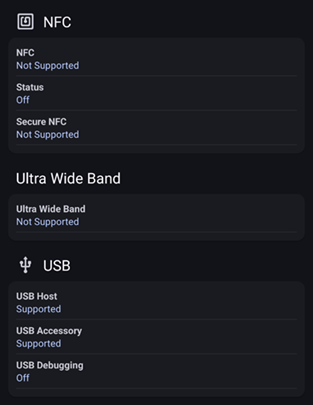 NFC
NFC
Not Supported
Status
Off
Secure NFC
Not Supported
Ultra Wide Band
Ultra Wide Band
Not Supported
USB
USB Host
Supported
USB Accessory
Supported
USB Debugging
Off